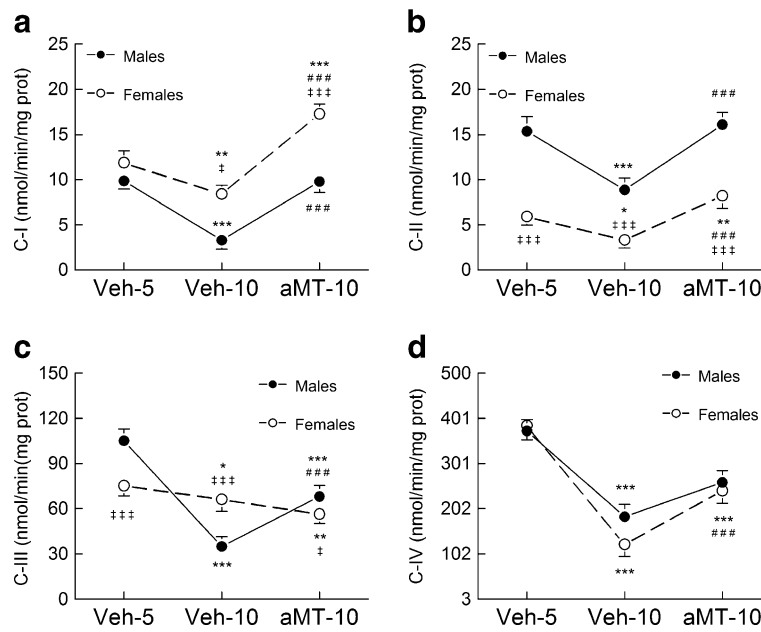 a
25
20
15
10
5
0
C-I (nmol/min/mg prot)
Males
Females
***
###
‡‡‡
**
‡
***
###
Veh-5 Veh-10 aMT-10
b
25
20
15
10
5
0
C-II (nmol/min/mg prot)
Males
Females
###
***
*
‡‡‡
‡‡‡
**
###
‡‡‡
Veh-5 Veh-10 aMT-10
c
150
120
90
60
30
0
C-III (nmol/min(mg prot)
Males
Females
*
‡‡‡
***
###
‡‡‡
***
**
‡
Veh-5 Veh-10 aMT-10
d
500
401
301
202
102
3
C-IV (nmol/min/mg prot)
Males
Females
***
***
***
###
Veh-5 Veh-10 aMT-10